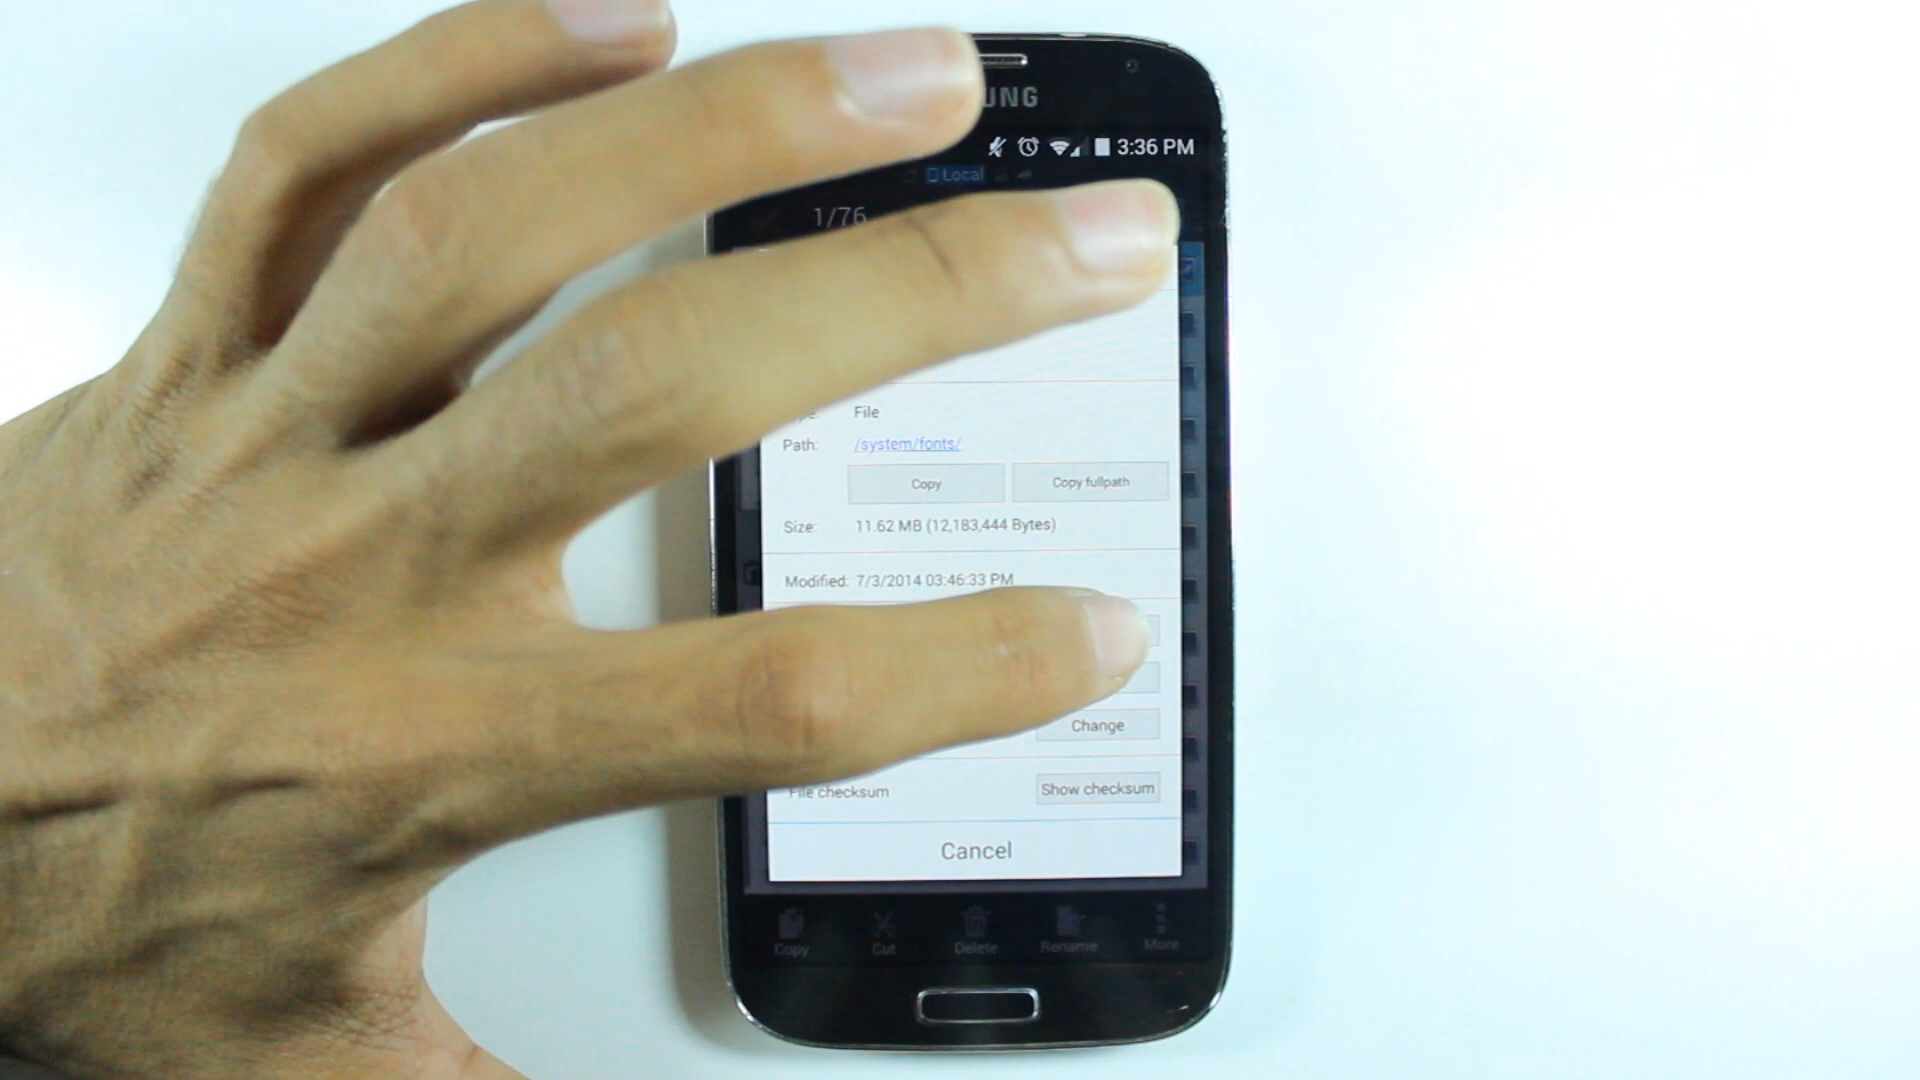 UNG
3:36 PM
Local
1/76
pe: File
Path: /system/fonts/
Copy Copy fullpath
Size: 11.62 MB (12,183,444 Bytes)
Modified: 7/3/2014 03:46:33 PM
Change
File checksum Show checksum
Cancel
Copy Cut Delete Rename More